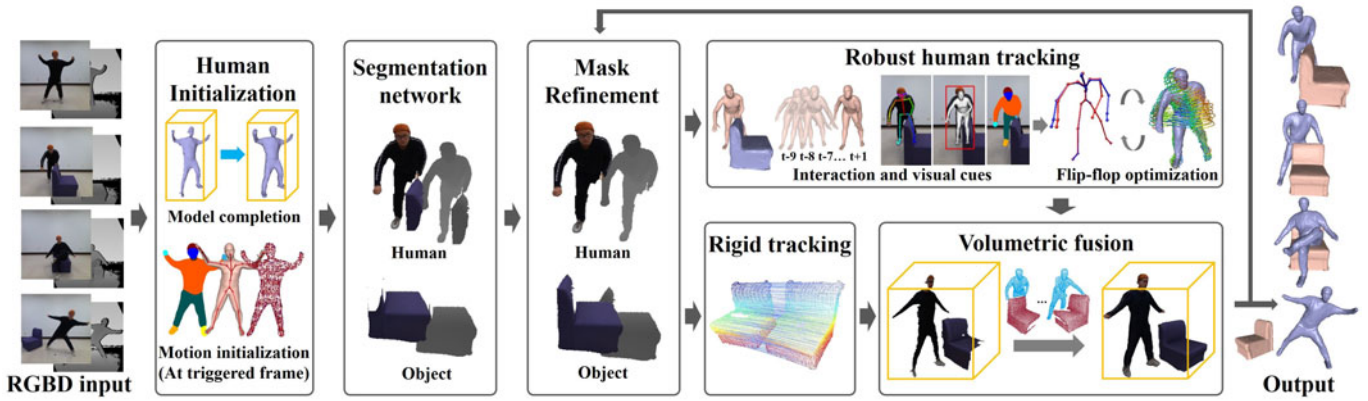 RGBD input
Human
Initialization
Model completion
Motion initialization
(At triggered frame)
Segmentation
network
Human
Object
Mask
Refinement
Human
Object
Robust human tracking
t-9 t-8 t-7... t+1
Interaction and visual cues
Flip-flop optimization
Rigid tracking
Volumetric fusion
...
Output